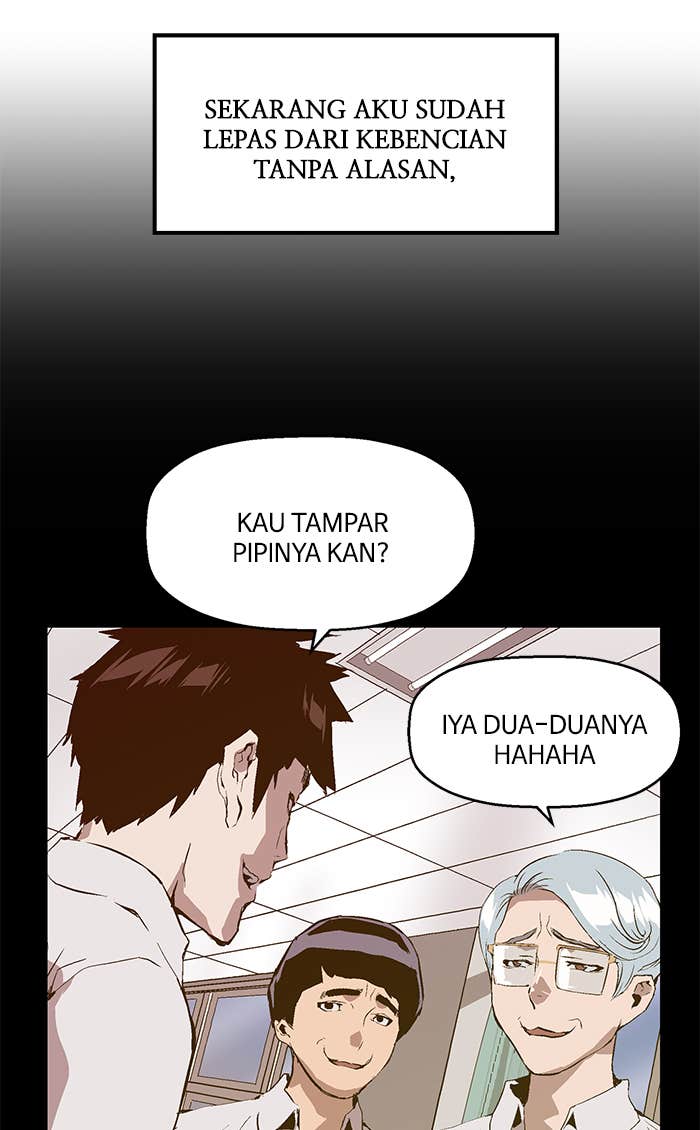 SEKARANG AKU SUDAH
LEPAS DARI KEBENCIAN
TANPA ALASAN,
KAU TAMPAR
PIPINYA KAN?
IYA DUA-DUANYA
HAHAHA